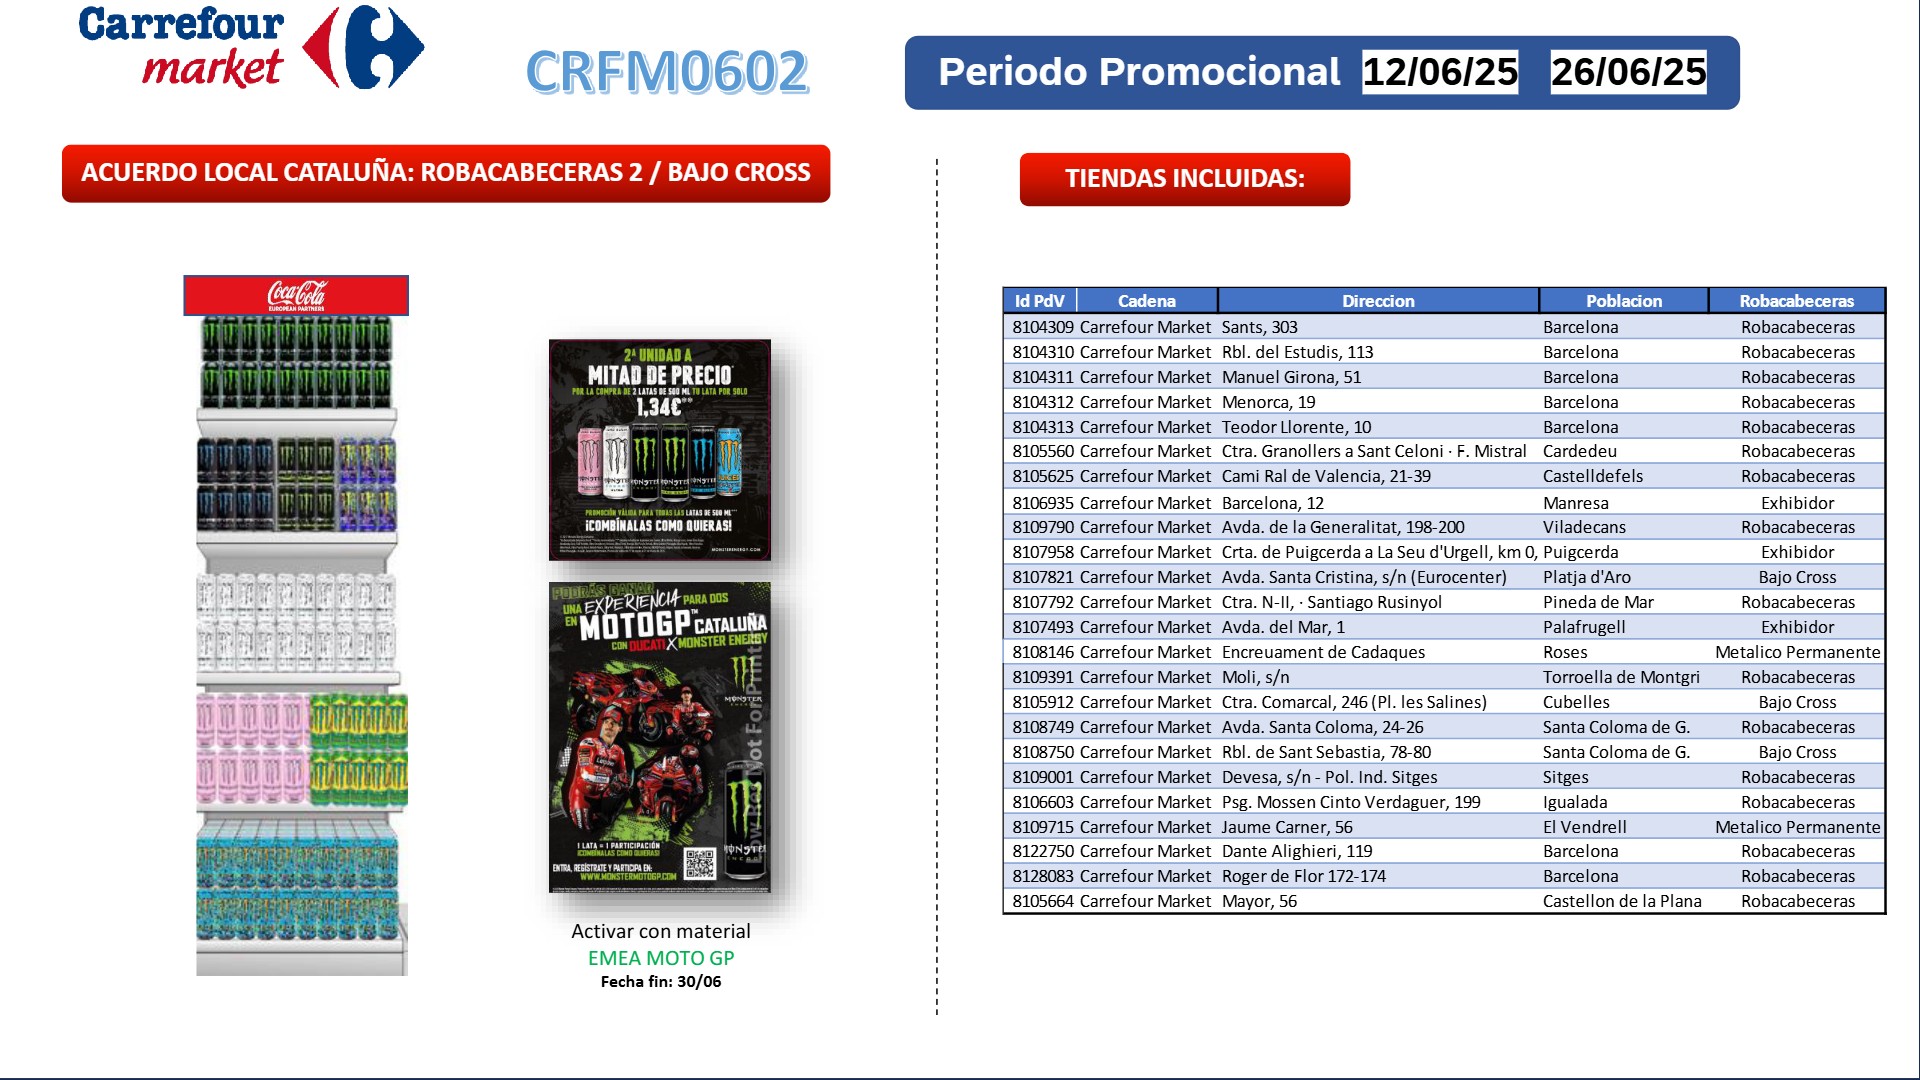 Carrefour
market
CRFM0602
Periodo Promocional 12/06/25 26/06/25
ACUERDO LOCAL CATALUÑA: ROBACABECERAS 2 / BAJO CROSS
TIENDAS INCLUIDAS:
Coca-Cola
EUROPEAN PARTNERS
2ª UNIDAD A
MITAD DE PRECIO*
POR LA COMPRA DE 2 LATAS DE 500 ML TU LATA POR SOLO
1,34€**
PROMOCIÓN VÁLIDA PARA TODAS LAS LATAS DE 500 ML***
¡COMBÍNALAS COMO QUIERAS!
MONSTERENERGY.COM
PODRÁS GANAR
UNA EXPERIENCIA PARA DOS
EN MOTOGP™ CATALUÑA
CON DUCATI X MONSTER ENERGY
MONSTER
ENERGY
1 LATA = 1 PARTICIPACIÓN
¡COMBÍNALAS COMO QUIERAS!
ENTRA, REGÍSTRATE Y PARTICIPA EN:
WWW.MONSTERMOTOGP.COM
Low Res Not For Print
Activar con material
EMEA MOTO GP
Fecha fin: 30/06
Id PdV Cadena Direccion Poblacion Robacabeceras
8104309 Carrefour Market Sants, 303 Barcelona Robacabeceras
8104310 Carrefour Market Rbl. del Estudis, 113 Barcelona Robacabeceras
8104311 Carrefour Market Manuel Girona, 51 Barcelona Robacabeceras
8104312 Carrefour Market Menorca, 19 Barcelona Robacabeceras
8104313 Carrefour Market Teodor Llorente, 10 Barcelona Robacabeceras
8105560 Carrefour Market Ctra. Granollers a Sant Celoni · F. Mistral Cardedeu Robacabeceras
8105625 Carrefour Market Cami Ral de Valencia, 21-39 Castelldefels Robacabeceras
8106935 Carrefour Market Barcelona, 12 Manresa Exhibidor
8109790 Carrefour Market Avda. de la Generalitat, 198-200 Viladecans Robacabeceras
8107958 Carrefour Market Crta. de Puigcerda a La Seu d'Urgell, km 0, Puigcerda Exhibidor
8107821 Carrefour Market Avda. Santa Cristina, s/n (Eurocenter) Platja d'Aro Bajo Cross
8107792 Carrefour Market Ctra. N-II, · Santiago Rusinyol Pineda de Mar Robacabeceras
8107493 Carrefour Market Avda. del Mar, 1 Palafrugell Exhibidor
8108146 Carrefour Market Encreuament de Cadaques Roses Metalico Permanente
8109391 Carrefour Market Moli, s/n Torroella de Montgri Robacabeceras
8105912 Carrefour Market Ctra. Comarcal, 246 (Pl. les Salines) Cubelles Bajo Cross
8108749 Carrefour Market Avda. Santa Coloma, 24-26 Santa Coloma de G. Robacabeceras
8108750 Carrefour Market Rbl. de Sant Sebastia, 78-80 Santa Coloma de G. Bajo Cross
8109001 Carrefour Market Devesa, s/n - Pol. Ind. Sitges Sitges Robacabeceras
8106603 Carrefour Market Psg. Mossen Cinto Verdaguer, 199 Igualada Robacabeceras
8109715 Carrefour Market Jaume Carner, 56 El Vendrell Metalico Permanente
8122750 Carrefour Market Dante Alighieri, 119 Barcelona Robacabeceras
8128083 Carrefour Market Roger de Flor 172-174 Barcelona Robacabeceras
8105664 Carrefour Market Mayor, 56 Castellon de la Plana Robacabeceras